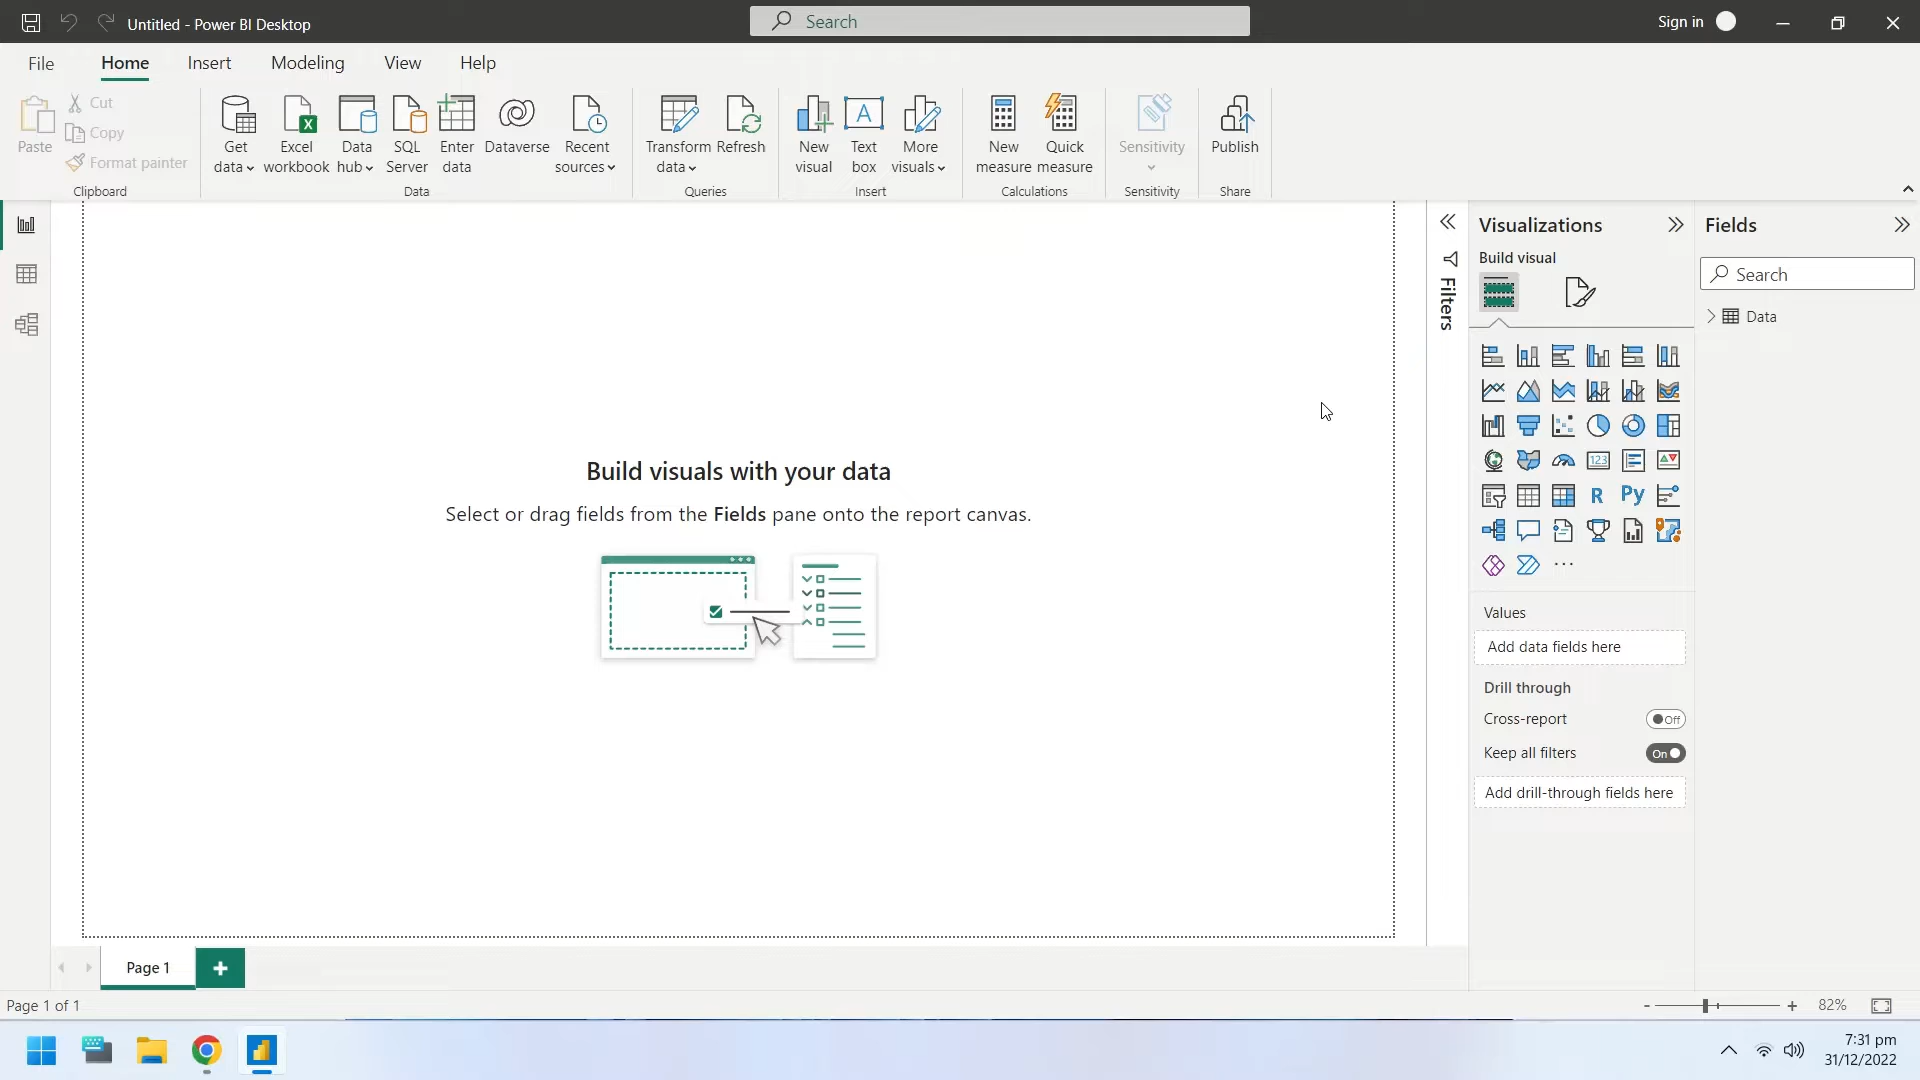 Untitled - Power BI Desktop
Search
Sign in
File
Home
Insert
Modeling
View
Help
Paste
Cut
Copy
Format painter
Clipboard
Get data
Excel workbook
Data hub
SQL Server
Enter data
Dataverse
Recent sources
Data
Transform data
Refresh
Queries
New visual
A
Text box
More visuals
Insert
New measure
Quick measure
Calculations
Sensitivity
Sensitivity
Publish
Share
Build visuals with your data
Select or drag fields from the Fields pane onto the report canvas.
Filters
Visualizations
Build visual
123
R
Py
Values
Add data fields here
Drill through
Cross-report
Off
Keep all filters
On
Add drill-through fields here
Fields
Search
Data
Page 1
Page 1 of 1
- + 82%
7:31 pm
31/12/2022